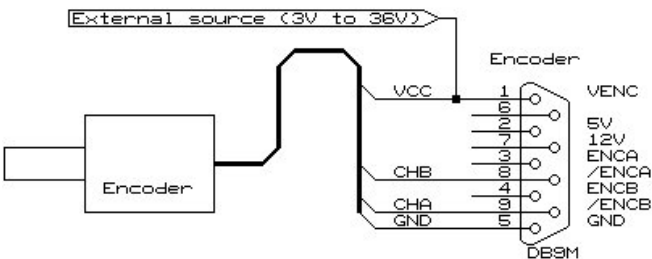 External source (3V to 36V)
Encoder
VCC 1 VENC
6
2 5V
7 12V
3 ENCA
CHB 8 /ENCA
4 ENCB
CHA 9 /ENCB
GND 5 GND
Encoder
DB9M